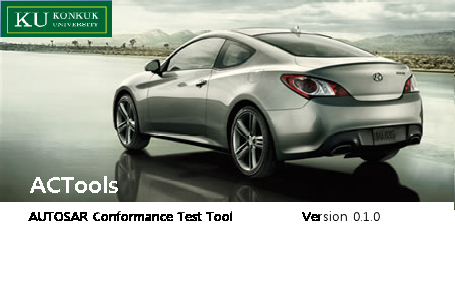 KU KONKUK
UNIVERSITY
ACTools
AUTOSAR Conformance Test Tool Version 0.1.0